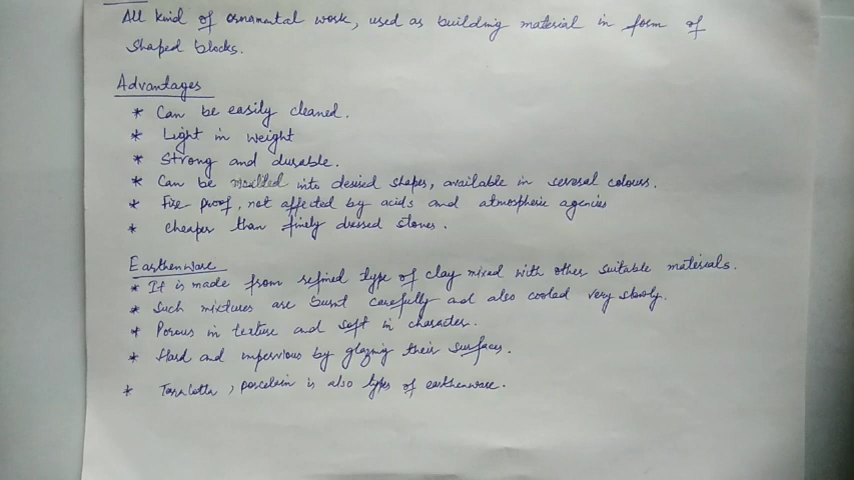 All kind of ornamental work, used as building material in form of
shaped blocks.
Advantages
* Can be easily cleaned.
* Light in weight
* Strong and durable.
* Can be moulded into desired shapes, available in several colours.
* Fire proof, not affected by acids and atmospheric agencies
* Cheaper than finely dressed stones.
Earthenware
* It is made from refined type of clay mixed with other suitable materials.
* Such mixtures are burnt carefully and also cooled very slowly.
* Porous in texture and soft in character.
* Hard and impervious by glazing their surfaces.
* Terracotta, porcelain is also types of earthenware.